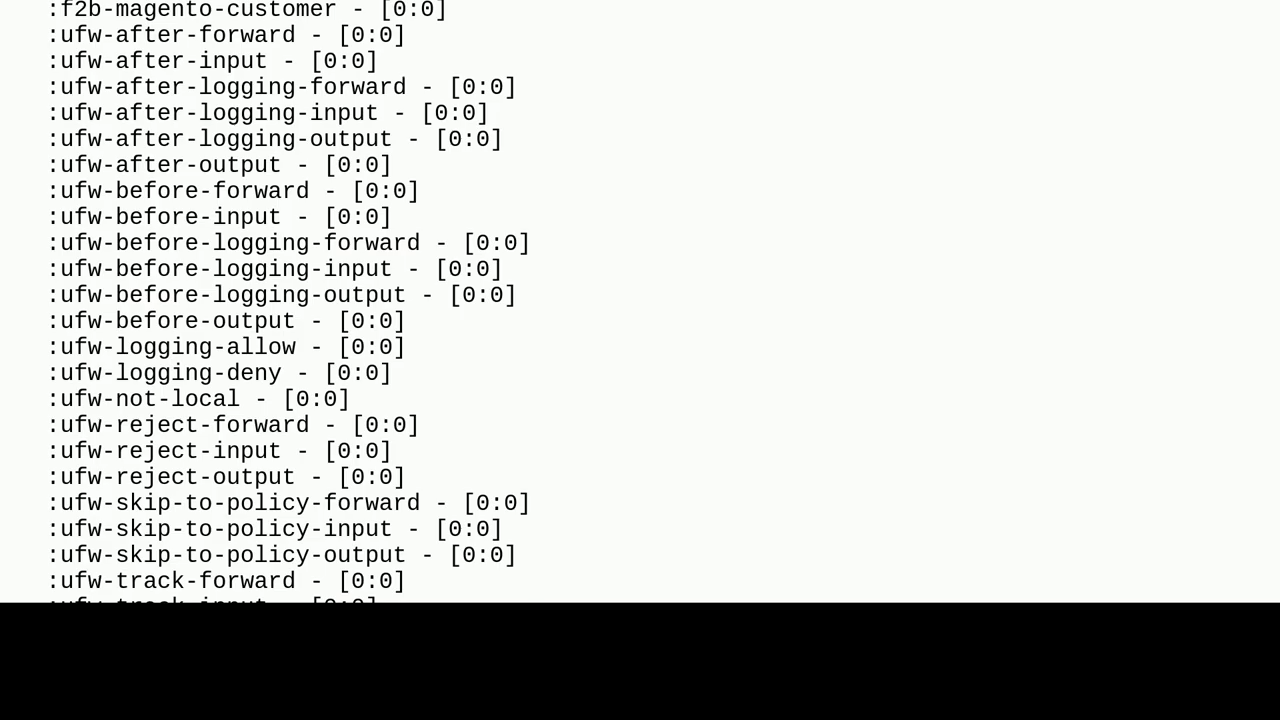 :f2b-magento-customer - [0:0]
:ufw-after-forward - [0:0]
:ufw-after-input - [0:0]
:ufw-after-logging-forward - [0:0]
:ufw-after-logging-input - [0:0]
:ufw-after-logging-output - [0:0]
:ufw-after-output - [0:0]
:ufw-before-forward - [0:0]
:ufw-before-input - [0:0]
:ufw-before-logging-forward - [0:0]
:ufw-before-logging-input - [0:0]
:ufw-before-logging-output - [0:0]
:ufw-before-output - [0:0]
:ufw-logging-allow - [0:0]
:ufw-logging-deny - [0:0]
:ufw-not-local - [0:0]
:ufw-reject-forward - [0:0]
:ufw-reject-input - [0:0]
:ufw-reject-output - [0:0]
:ufw-skip-to-policy-forward - [0:0]
:ufw-skip-to-policy-input - [0:0]
:ufw-skip-to-policy-output - [0:0]
:ufw-track-forward - [0:0]